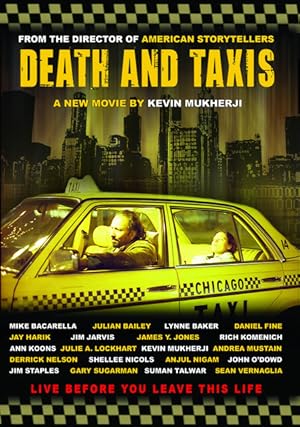 FROM THE DIRECTOR OF AMERICAN STORYTELLERS
DEATH AND TAXIS
A NEW MOVIE BY KEVIN MUKHERJI
TAXI
14
CHICAGO
TAXI
MIKE BACARELLA JULIAN BAILEY LYNNE BAKER DANIEL FINE
JAY HARIK JIM JARVIS JAMES Y. JONES RICH KOMENICH
ANN KOONS JULIE A. LOCKHART KEVIN MUKHERJI ANDREA MUSTAIN
DERRICK NELSON SHELLEE NICOLS ANJUL NIGAM JOHN O'DOWD
JIM STAPLES GARY SUGARMAN SUMAN TALWAR SEAN VERNAGLIA
LIVE BEFORE YOU LEAVE THIS LIFE